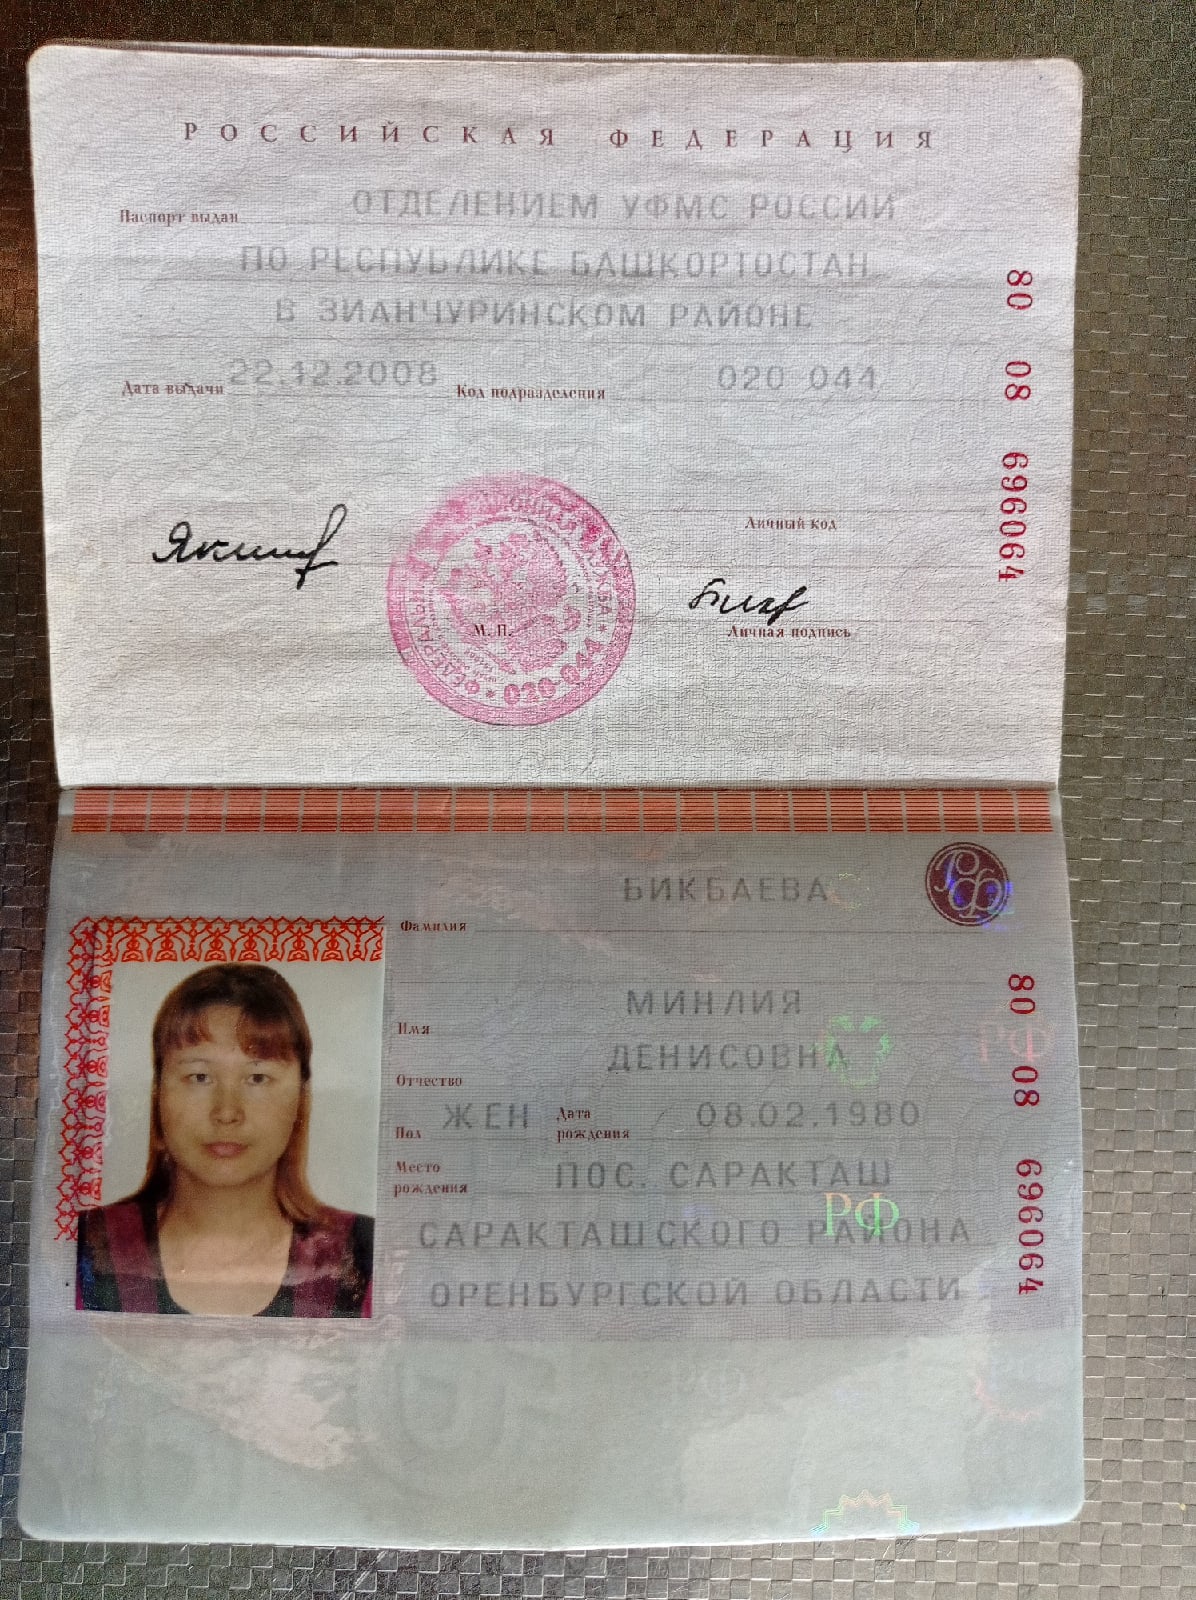 РОССИЙСКАЯ ФЕДЕРАЦИЯ
Паспорт выдан ОТДЕЛЕНИЕМ УФМС РОССИИ
ПО РЕСПУБЛИКЕ БАШКОРТОСТАН
В ЗИАНЧУРИНСКОМ РАЙОНЕ
Дата выдачи 22.12.2008 Код подразделения 020 044
80 08 696064
Личный код
М. П.
020-044
Личная подпись
БИКБАЕВА
Фамилия
РФ
МИНЛИЯ
Имя
ДЕНИСОВНА
Отчество
Пол ЖЕН Дата рождения 08.02.1980
Место рождения ПОС. САРАКТАШ
САРАКТАШСКОГО РАЙОНА
ОРЕНБУРГСКОЙ ОБЛАСТИ
80 08 696064
РФ
РФ